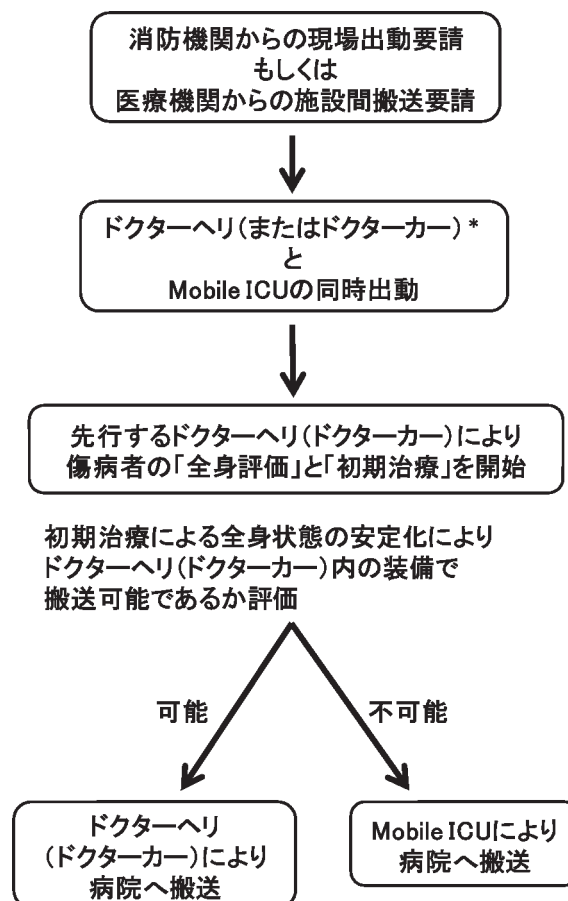 消防機関からの現場出動要請
もしくは
医療機関からの施設間搬送要請
ドクターヘリ(またはドクターカー)*
と
Mobile ICUの同時出動
先行するドクターヘリ(ドクターカー)により
傷病者の「全身評価」と「初期治療」を開始
初期治療による全身状態の安定化により
ドクターヘリ(ドクターカー)内の装備で
搬送可能であるか評価
可能
不可能
ドクターヘリ
(ドクターカー)により
病院へ搬送
Mobile ICUにより
病院へ搬送